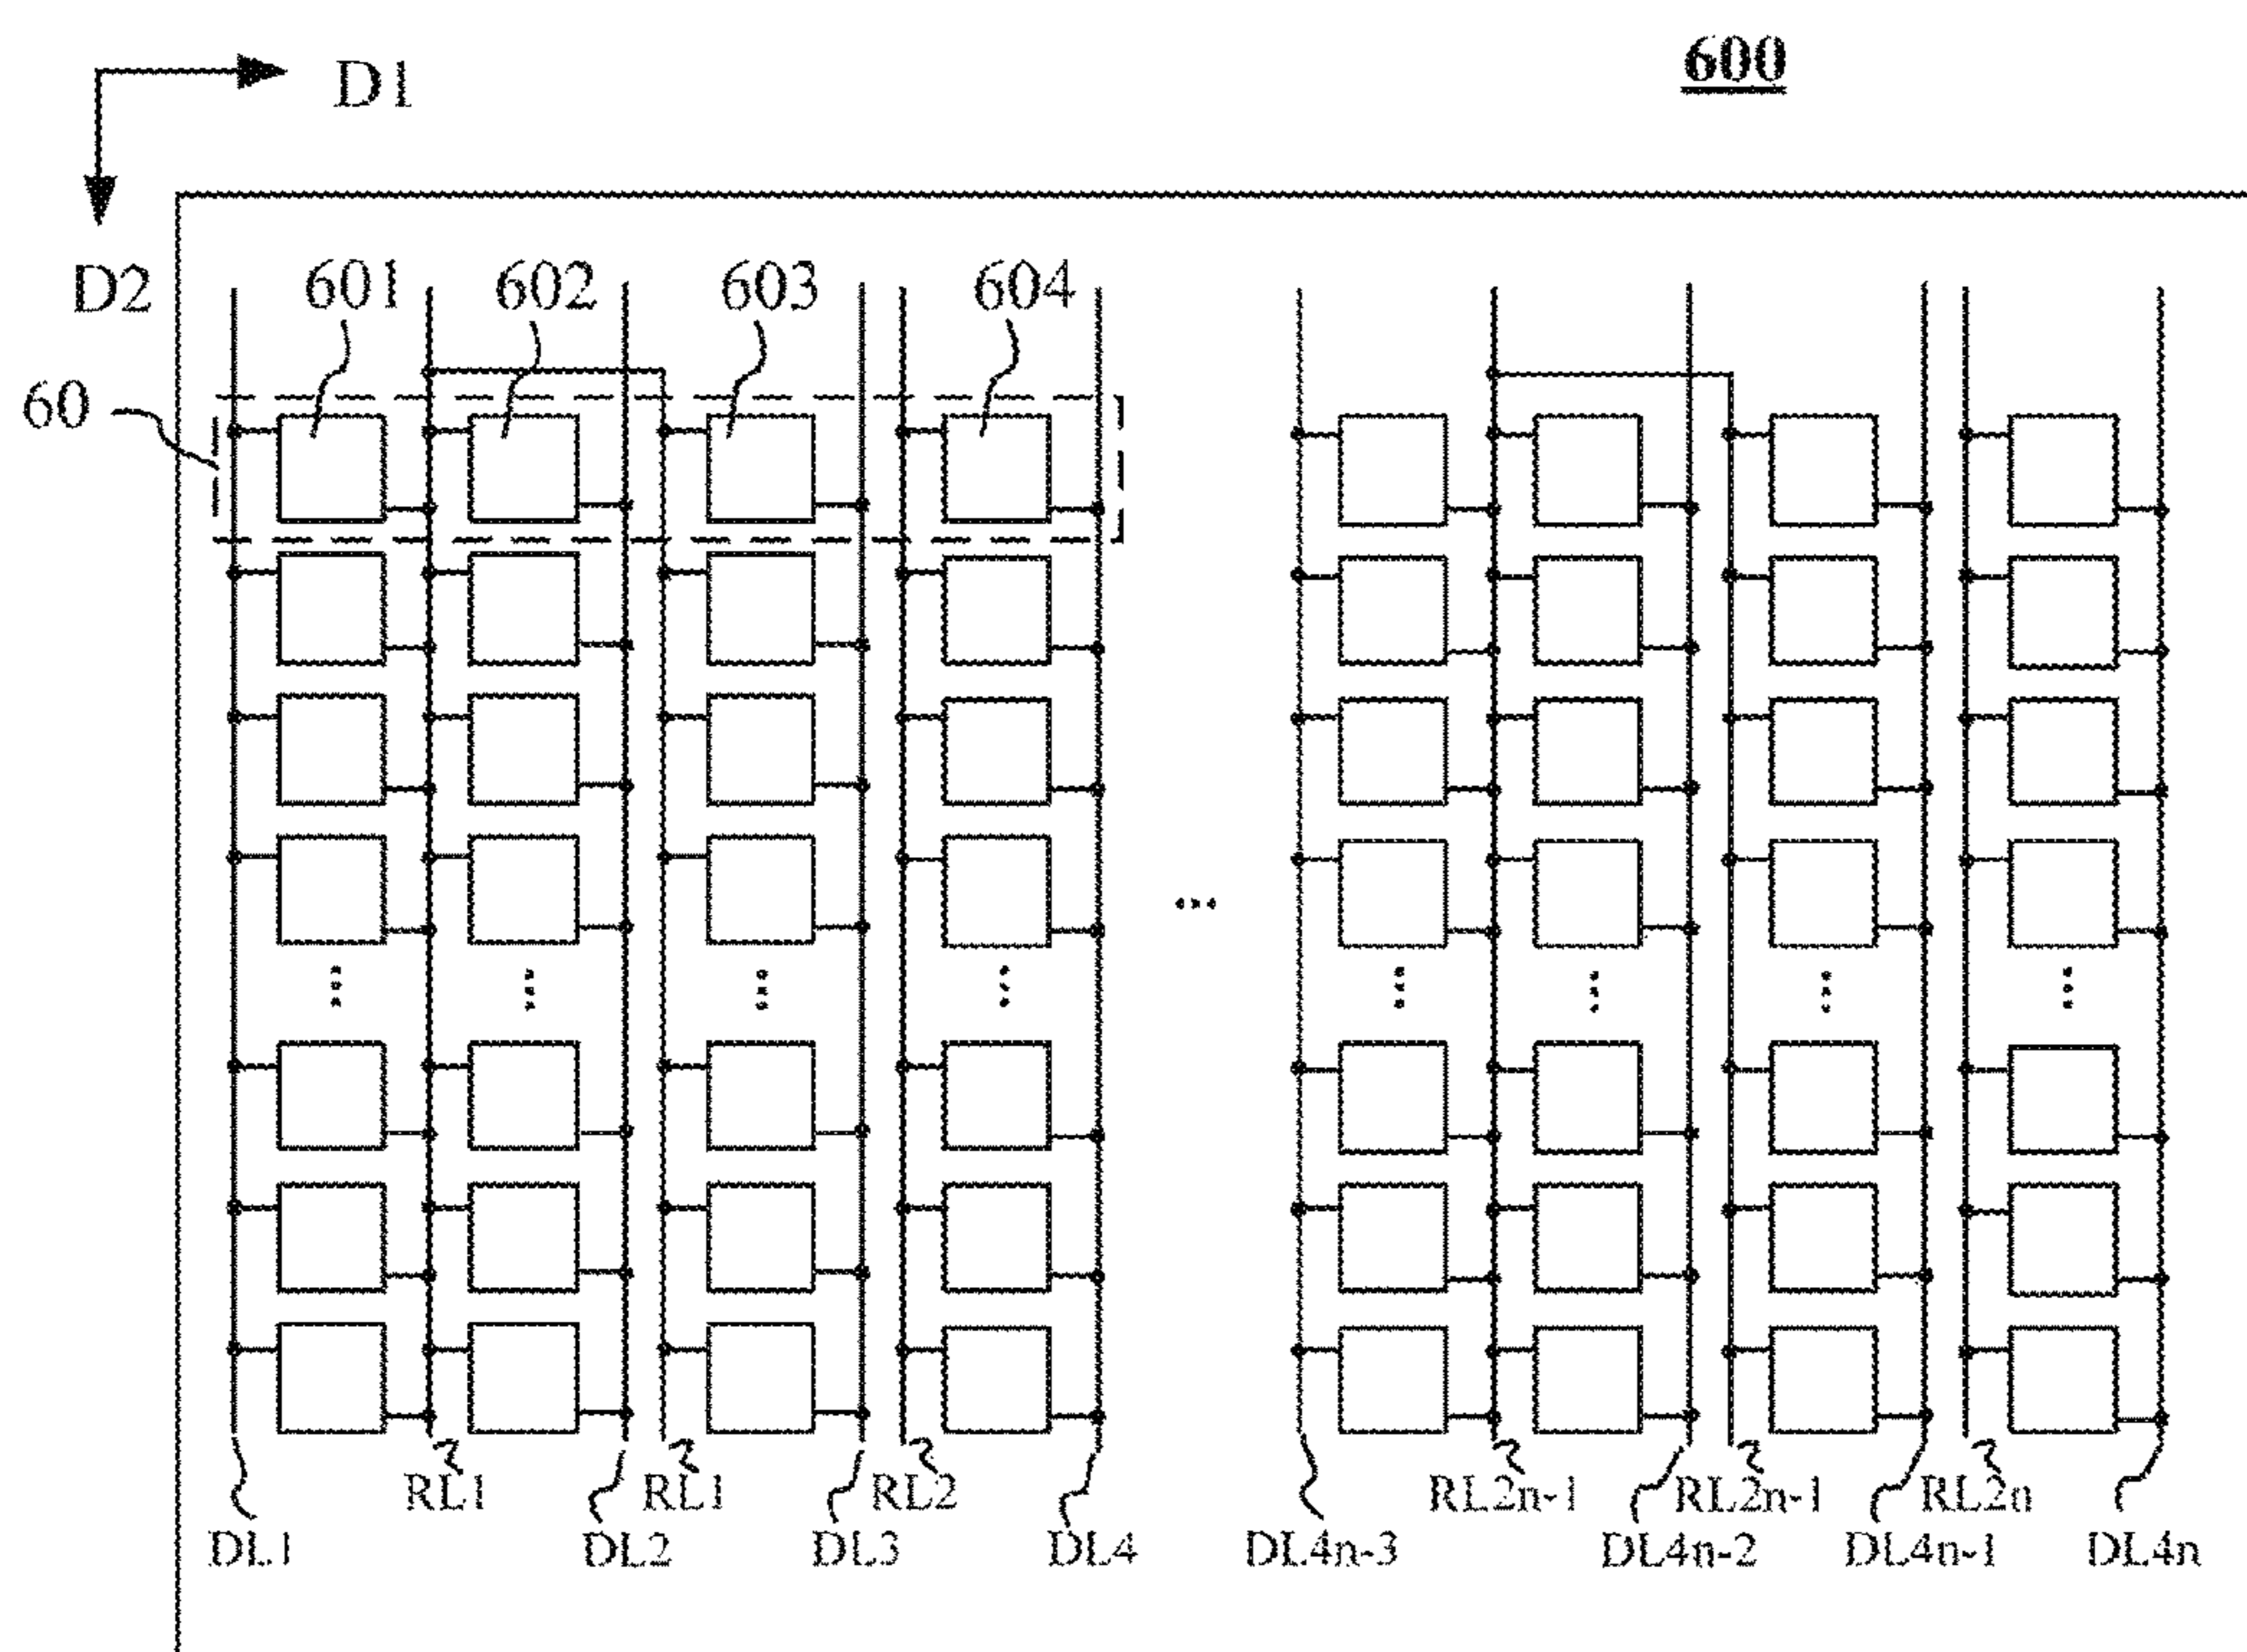 600
D1
D2
601 602 603 604
60
RL1 RL1 RL2 RL2n-1 RL2n-1 RL2n
DL1 DL2 DL3 DL4 DL4n-3 DL4n-2 DL4n-1 DL4n